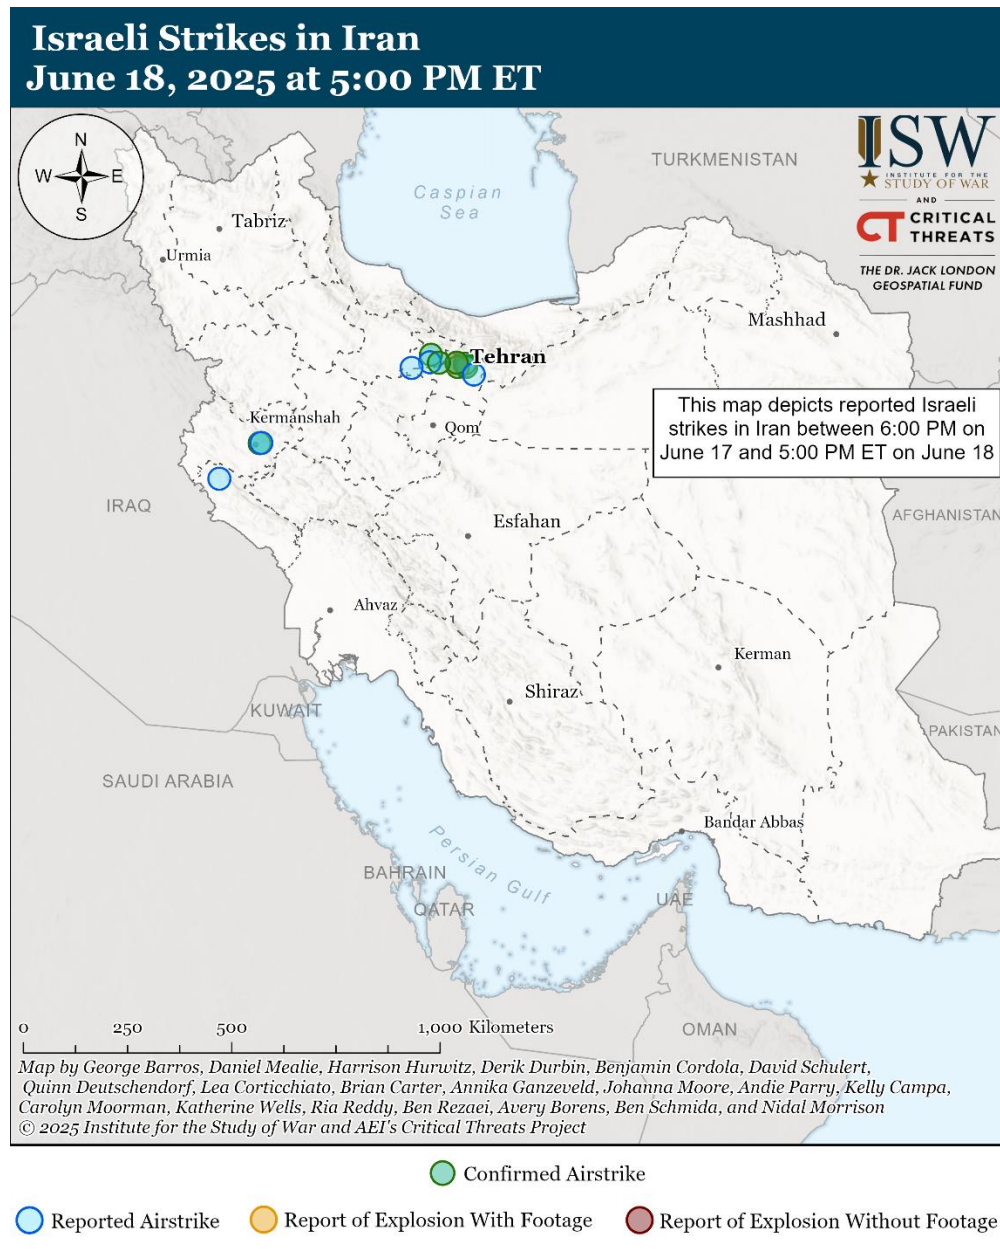 Israeli Strikes in Iran
June 18, 2025 at 5:00 PM ET
N
W E
S
ISW
INSTITUTE FOR THE
STUDY OF WAR
AND
CT CRITICAL
THREATS
THE DR. JACK LONDON
GEOSPATIAL FUND
TURKMENISTAN
Caspian
Sea
Tabriz
Urmia
Mashhad
Tehran
This map depicts reported Israeli
strikes in Iran between 6:00 PM on
June 17 and 5:00 PM ET on June 18
Kermanshah
Qom
IRAQ
Esfahan
AFGHANISTAN
Ahvaz
Kerman
Shiraz
KUWAIT
PAKISTAN
SAUDI ARABIA
Bandar Abbas
Persian Gulf
BAHRAIN
QATAR
UAE
OMAN
0 250 500 1,000 Kilometers
Map by George Barros, Daniel Mealie, Harrison Hurwitz, Derik Durbin, Benjamin Cordola, David Schulert,
Quinn Deutschendorf, Lea Corticchiato, Brian Carter, Annika Ganzeveld, Johanna Moore, Andie Parry, Kelly Campa,
Carolyn Moorman, Katherine Wells, Ria Reddy, Ben Rezaei, Avery Borens, Ben Schmida, and Nidal Morrison
© 2025 Institute for the Study of War and AEI's Critical Threats Project
Confirmed Airstrike
Reported Airstrike
Report of Explosion With Footage
Report of Explosion Without Footage